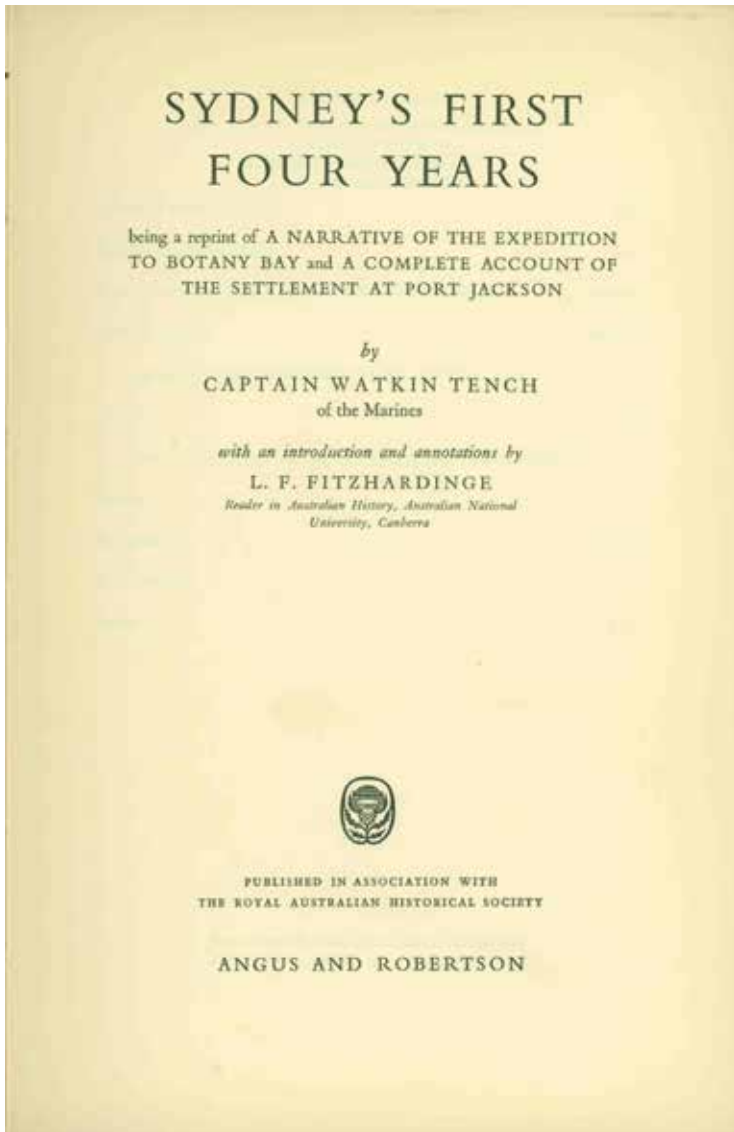 SYDNEY'S FIRST
FOUR YEARS
being a reprint of A NARRATIVE OF THE EXPEDITION
TO BOTANY BAY and A COMPLETE ACCOUNT OF
THE SETTLEMENT AT PORT JACKSON
by
CAPTAIN WATKIN TENCH
of the Marines
with an introduction and annotations by
L. F. FITZHARDINGE
Reader in Australian History, Australian National
University, Canberra
PUBLISHED IN ASSOCIATION WITH
THE ROYAL AUSTRALIAN HISTORICAL SOCIETY
ANGUS AND ROBERTSON